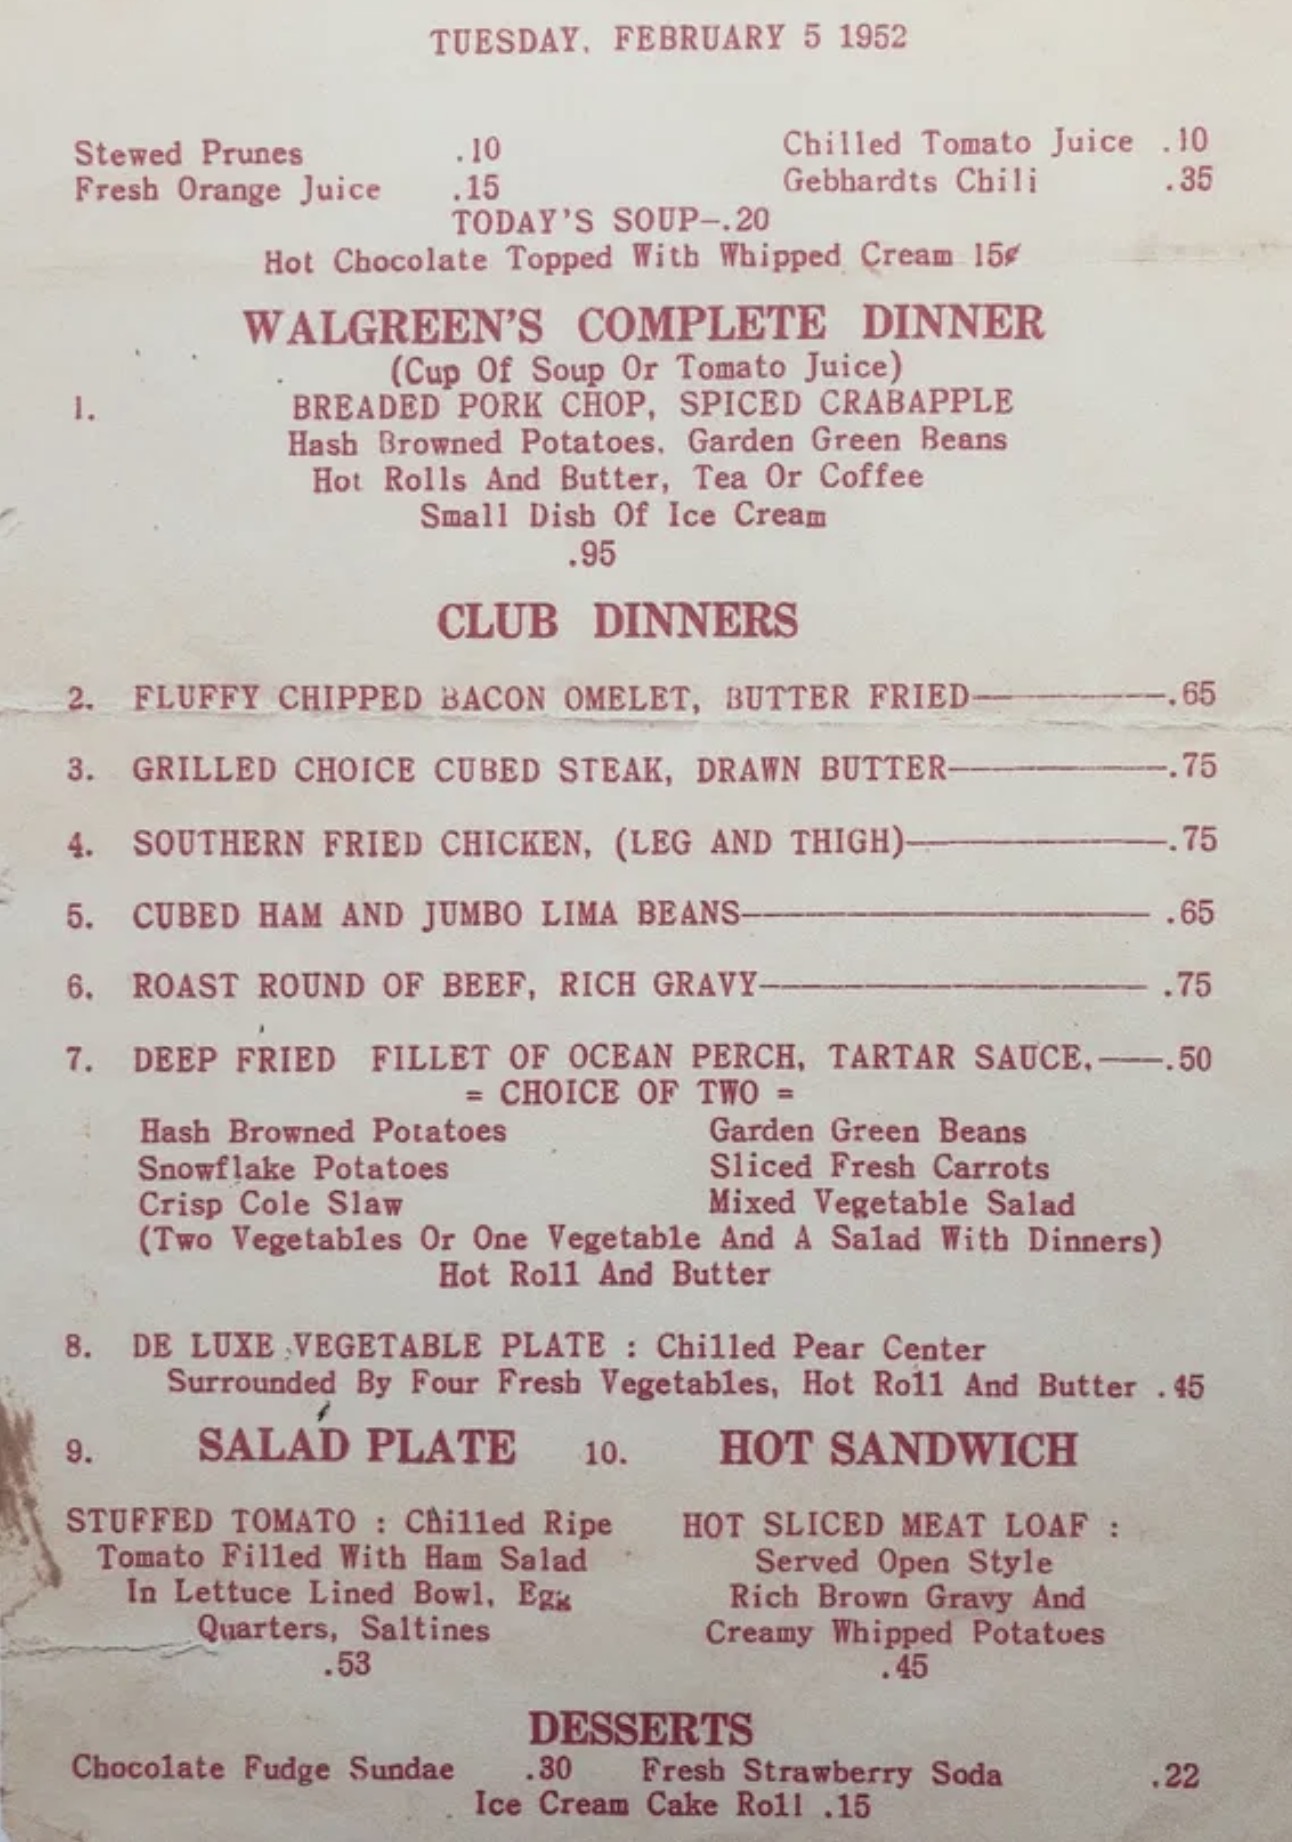 TUESDAY, FEBRUARY 5 1952
Stewed Prunes .10 Chilled Tomato Juice .10
Fresh Orange Juice .15 Gebhardts Chili .35
TODAY'S SOUP-.20
Hot Chocolate Topped With Whipped Cream 15¢
WALGREEN'S COMPLETE DINNER
(Cup Of Soup Or Tomato Juice)
1. BREADED PORK CHOP, SPICED CRABAPPLE
Hash Browned Potatoes, Garden Green Beans
Hot Rolls And Butter, Tea Or Coffee
Small Dish Of Ice Cream
.95
CLUB DINNERS
2. FLUFFY CHIPPED BACON OMELET, BUTTER FRIED—.65
3. GRILLED CHOICE CUBED STEAK, DRAWN BUTTER—.75
4. SOUTHERN FRIED CHICKEN, (LEG AND THIGH)—.75
5. CUBED HAM AND JUMBO LIMA BEANS— .65
6. ROAST ROUND OF BEEF, RICH GRAVY— .75
7. DEEP FRIED FILLET OF OCEAN PERCH, TARTAR SAUCE,—.50
= CHOICE OF TWO =
Hash Browned Potatoes Garden Green Beans
Snowflake Potatoes Sliced Fresh Carrots
Crisp Cole Slaw Mixed Vegetable Salad
(Two Vegetables Or One Vegetable And A Salad With Dinners)
Hot Roll And Butter
8. DE LUXE VEGETABLE PLATE : Chilled Pear Center
Surrounded By Four Fresh Vegetables, Hot Roll And Butter .45
9. SALAD PLATE
STUFFED TOMATO : Chilled Ripe
Tomato Filled With Ham Salad
In Lettuce Lined Bowl, Egg
Quarters, Saltines
.53
10. HOT SANDWICH
HOT SLICED MEAT LOAF :
Served Open Style
Rich Brown Gravy And
Creamy Whipped Potatoes
.45
DESSERTS
Chocolate Fudge Sundae .30 Fresh Strawberry Soda .22
Ice Cream Cake Roll .15